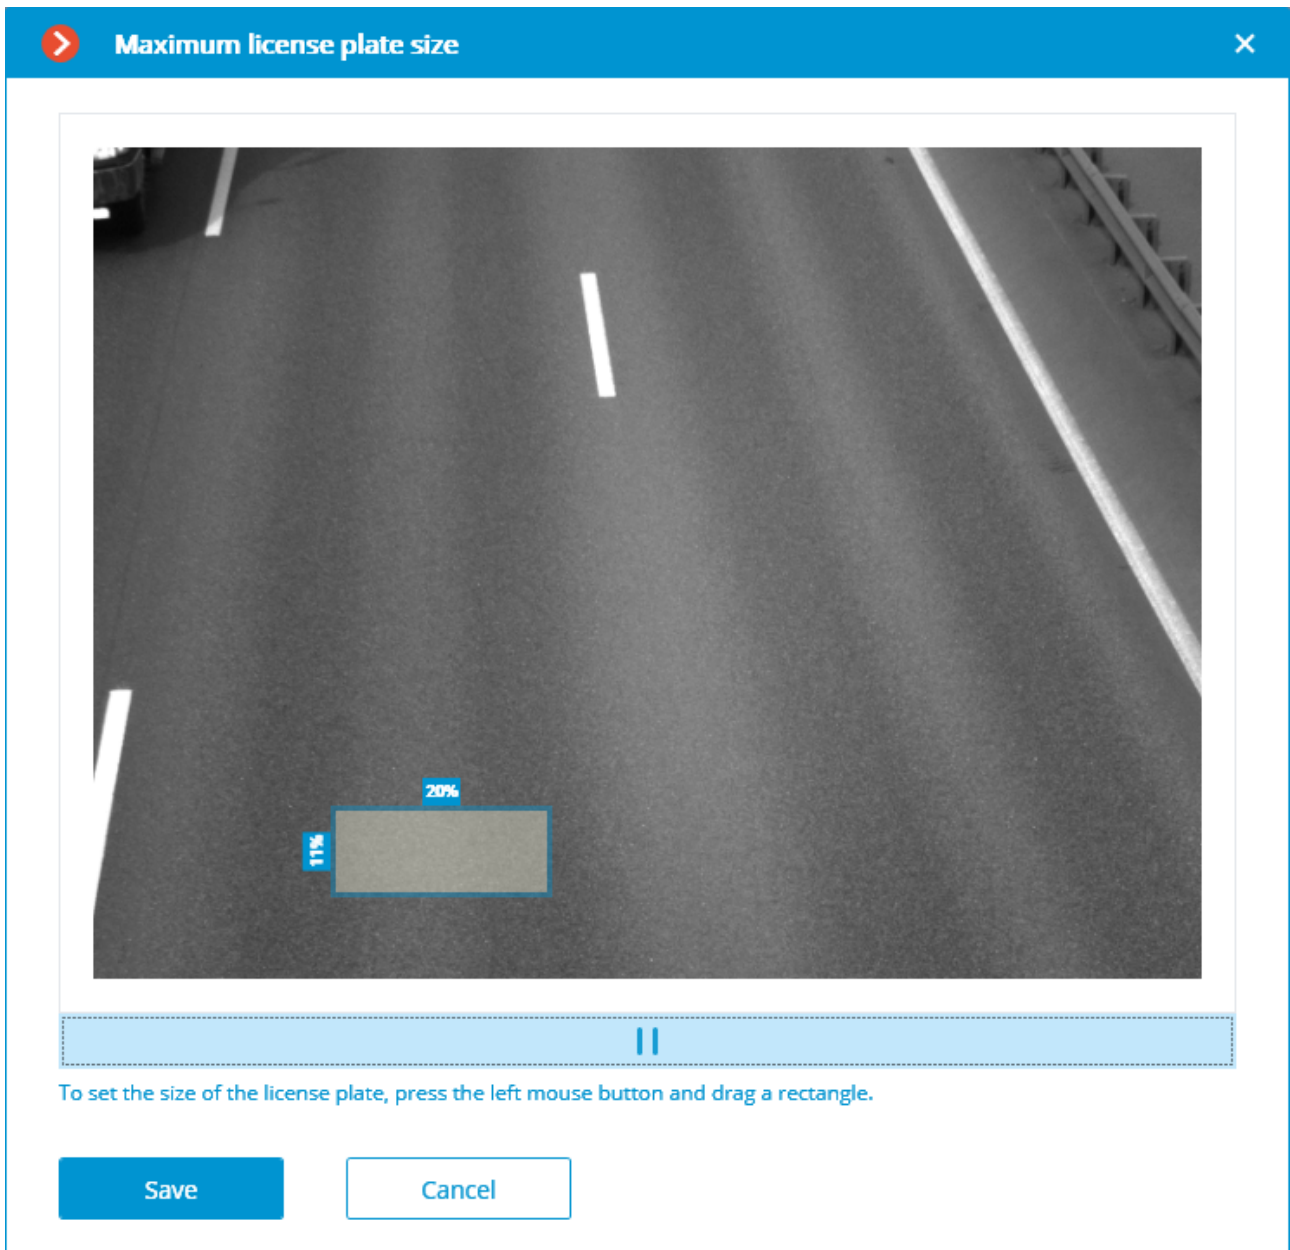 Maximum license plate size
20%
11%
To set the size of the license plate, press the left mouse button and drag a rectangle.
Save
Cancel